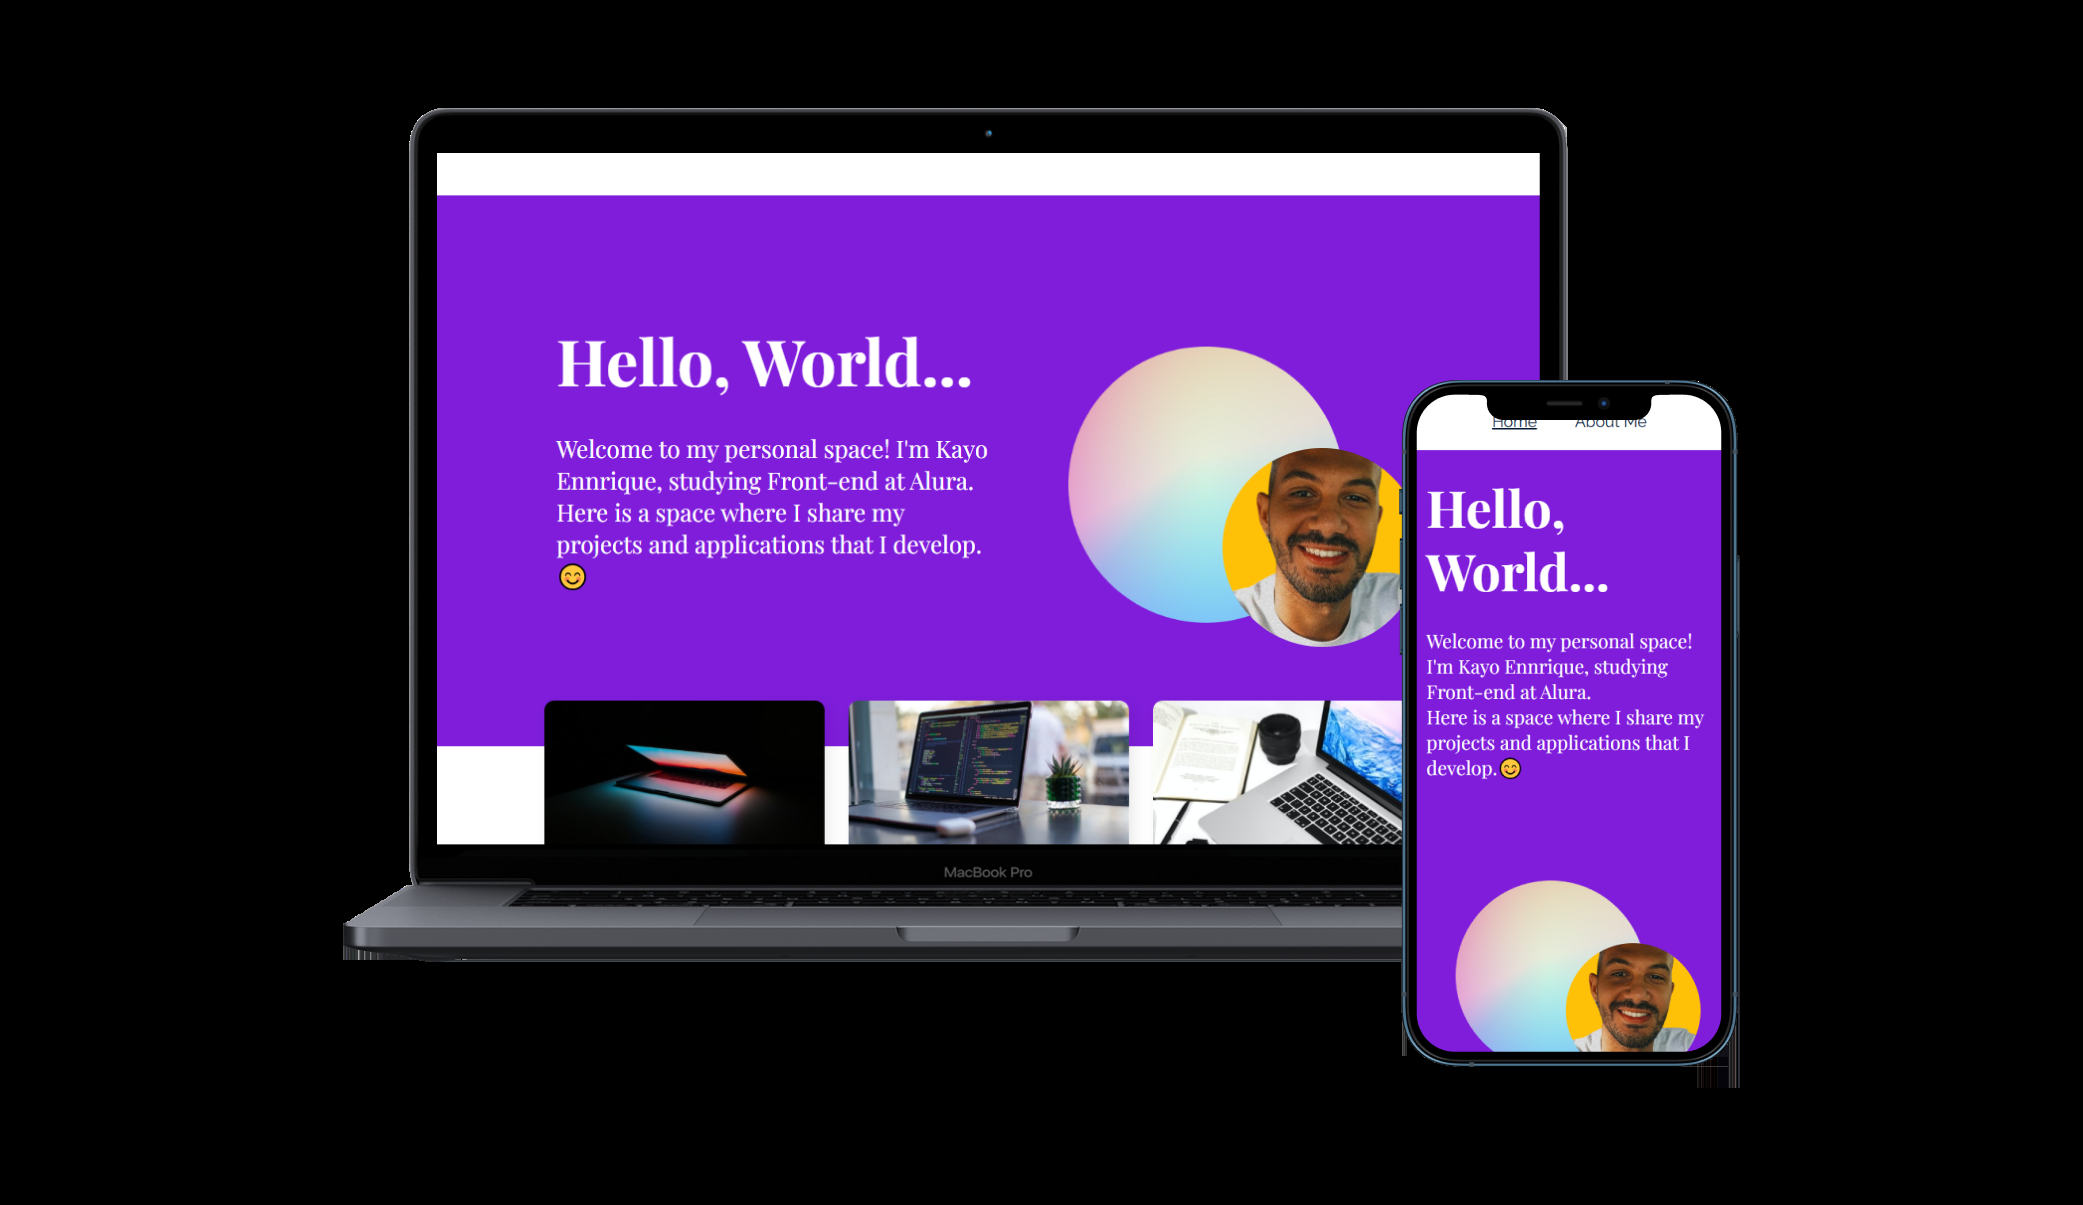 Hello, World...
Welcome to my personal space! I'm Kayo
Ennrique, studying Front-end at Alura.
Here is a space where I share my
projects and applications that I develop.
😊
MacBook Pro
Home About Me
Hello,
World...
Welcome to my personal space!
I'm Kayo Ennrique, studying
Front-end at Alura.
Here is a space where I share my
projects and applications that I
develop.😊